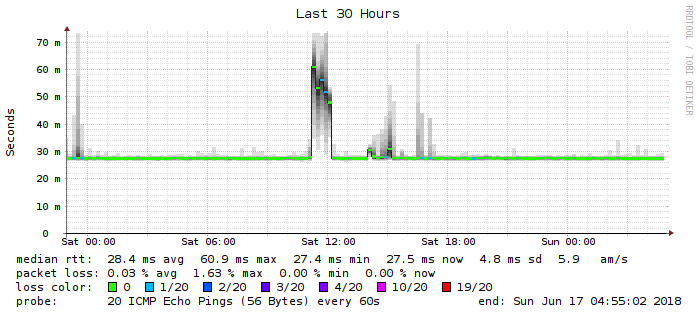 Last 30 Hours
RRDTOOL / TOBI OETIKER
Seconds
70 m
60 m
50 m
40 m
30 m
20 m
10 m
0
Sat 00:00 Sat 06:00 Sat 12:00 Sat 18:00 Sun 00:00
median rtt: 28.4 ms avg 60.9 ms max 27.4 ms min 27.5 ms now 4.8 ms sd 5.9 am/s
packet loss: 0.03 % avg 1.63 % max 0.00 % min 0.00 % now
loss color: 0 1/20 2/20 3/20 4/20 10/20 19/20
probe: 20 ICMP Echo Pings (56 Bytes) every 60s end: Sun Jun 17 04:55:02 2018